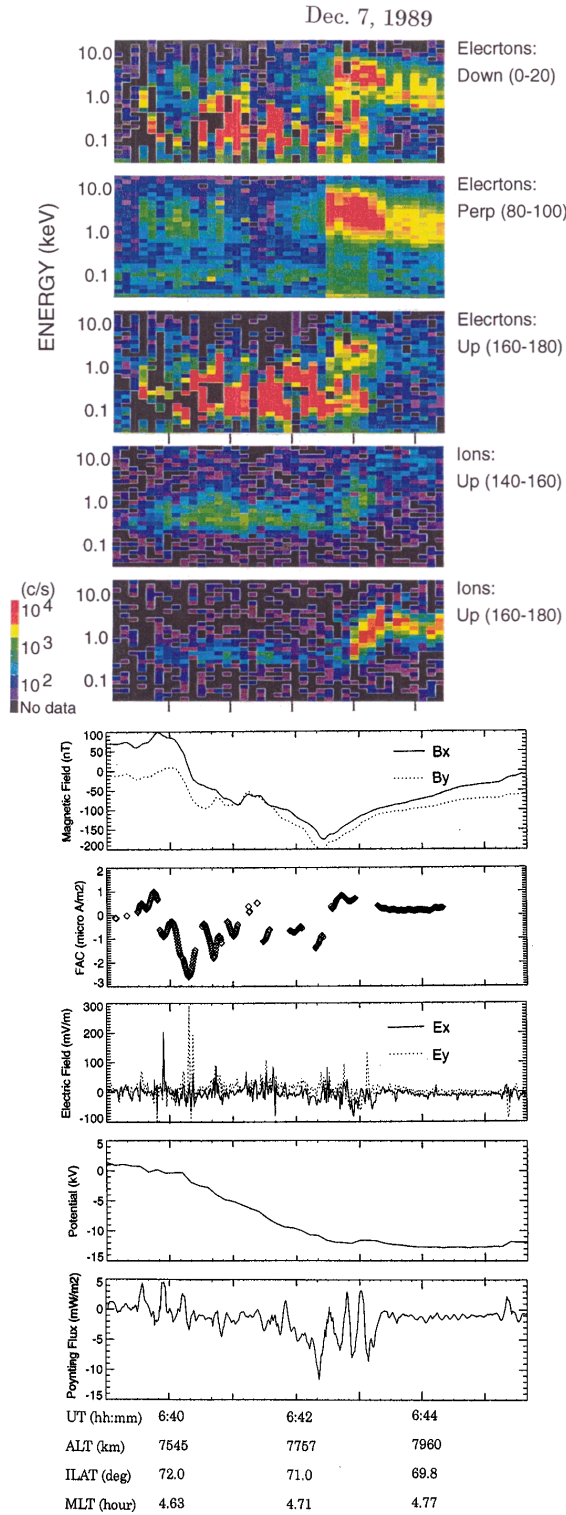 Dec. 7, 1989
Elecrtons:
Down (0-20)
10.0
1.0
0.1
Elecrtons:
Perp (80-100)
10.0
1.0
0.1
ENERGY (keV)
Elecrtons:
Up (160-180)
10.0
1.0
0.1
Ions:
Up (140-160)
10.0
1.0
0.1
Ions:
Up (160-180)
10.0
1.0
0.1
(c/s)
10^4
10^3
10^2
No data
Magnetic Field (nT)
100
50
0
-50
-100
-150
-200
Bx
By
FAC (micro A/m2)
2
1
0
-1
-2
-3
Electric Field (mV/m)
300
200
100
0
-100
Ex
Ey
Potential (kV)
5
0
-5
-10
-15
Poynting Flux (mW/m2)
5
0
-5
-10
-15
UT (hh:mm) 6:40 6:42 6:44
ALT (km) 7545 7757 7960
ILAT (deg) 72.0 71.0 69.8
MLT (hour) 4.63 4.71 4.77